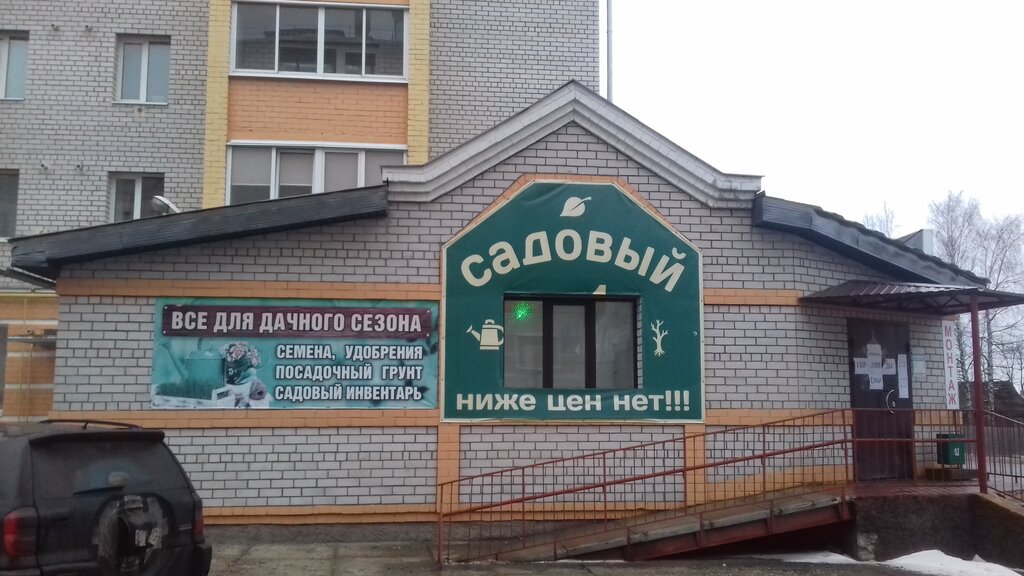 ВСЕ ДЛЯ ДАЧНОГО СЕЗОНА
СЕМЕНА, УДОБРЕНИЯ
ПОСАДОЧНЫЙ ГРУНТ
САДОВЫЙ ИНВЕНТАРЬ
садовый
ниже цен нет!!!
МОНТАЖ